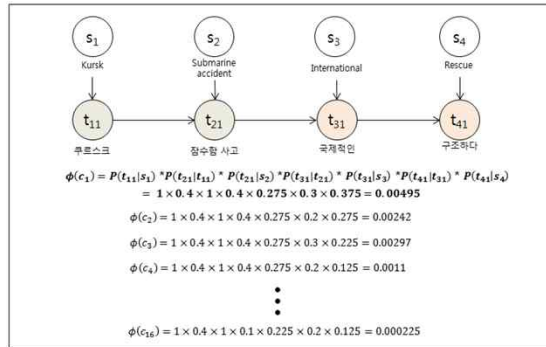 s₁ s₂ s₃ s₄
Kursk Submarine accident International Rescue
t₁₁ t₂₁ t₃₁ t₄₁
쿠르스크 잠수함 사고 국제적인 구조하다
ϕ(c₁) = P(t₁₁|s₁) *P(t₂₁|t₁₁) * P(t₂₁|s₂) *P(t₃₁|t₂₁) * P(t₃₁|s₃) *P(t₄₁|t₃₁) * P(t₄₁|s₄)
= 1 × 0.4 × 1 × 0.4 × 0.275 × 0.3 × 0.375 = 0.00495
ϕ(c₂) = 1 × 0.4 × 1 × 0.4 × 0.275 × 0.2 × 0.275 = 0.00242
ϕ(c₃) = 1 × 0.4 × 1 × 0.4 × 0.275 × 0.3 × 0.225 = 0.00297
ϕ(c₄) = 1 × 0.4 × 1 × 0.4 × 0.275 × 0.2 × 0.125 = 0.0011
ϕ(c₁₆) = 1 × 0.4 × 1 × 0.1 × 0.225 × 0.2 × 0.125 = 0.000225